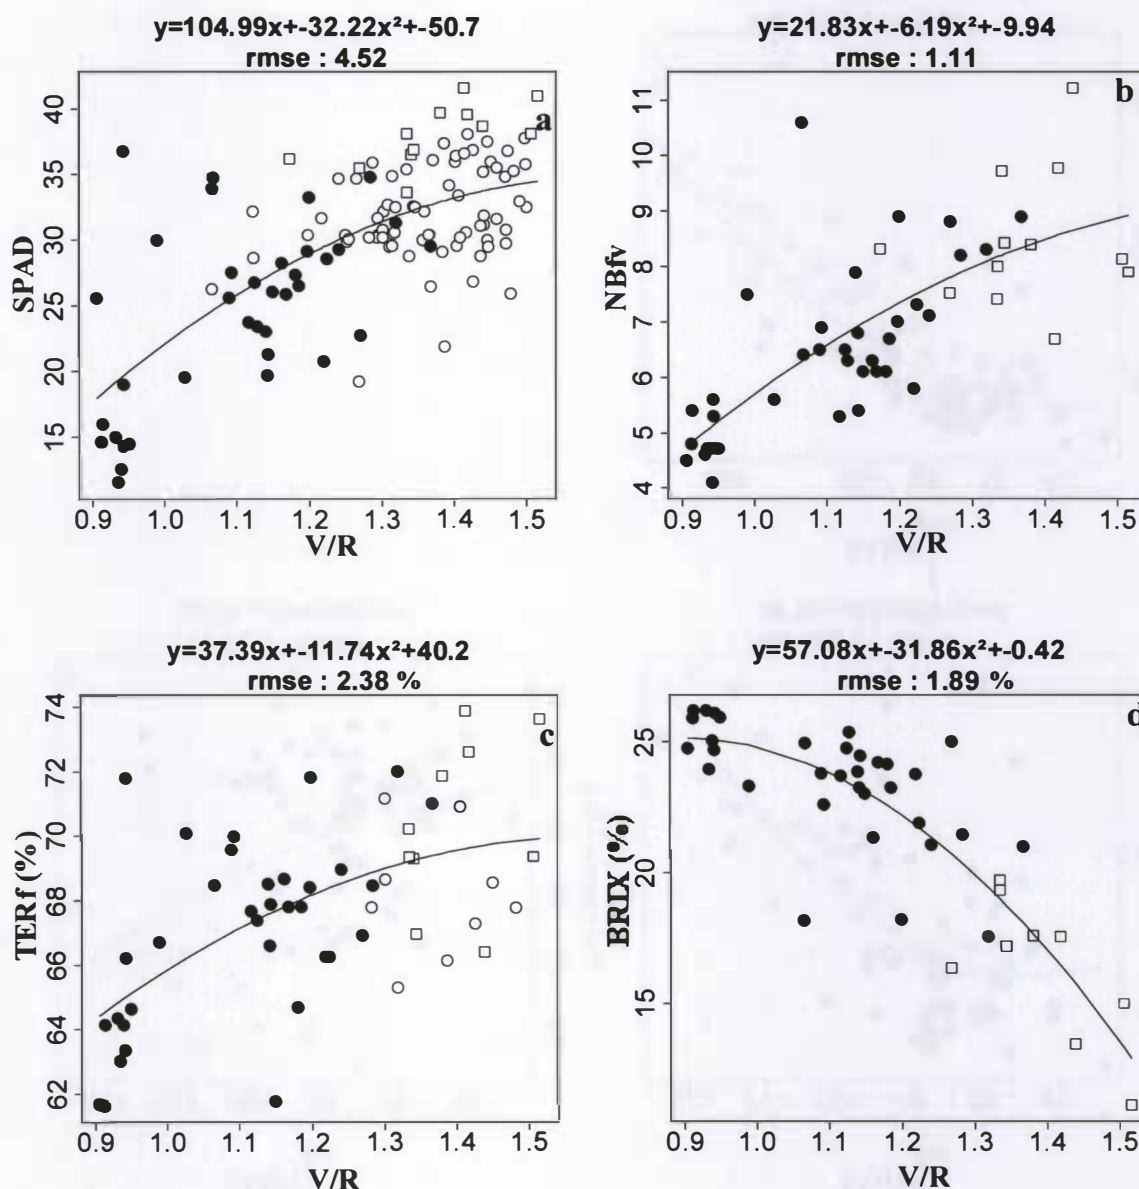 y=104.99x+-32.22x²+-50.7
rmse : 4.52
SPAD
40
35
30
25
20
15
a
0.9 1.0 1.1 1.2 1.3 1.4 1.5
V/R
y=21.83x+-6.19x²+-9.94
rmse : 1.11
NBfv
11
10
9
8
7
6
5
4
b
0.9 1.0 1.1 1.2 1.3 1.4 1.5
V/R
y=37.39x+-11.74x²+40.2
rmse : 2.38 %
TERf (%)
74
72
70
68
66
64
62
c
0.9 1.0 1.1 1.2 1.3 1.4 1.5
V/R
y=57.08x+-31.86x²+-0.42
rmse : 1.89 %
BRIX (%)
25
20
15
d
0.9 1.0 1.1 1.2 1.3 1.4 1.5
V/R